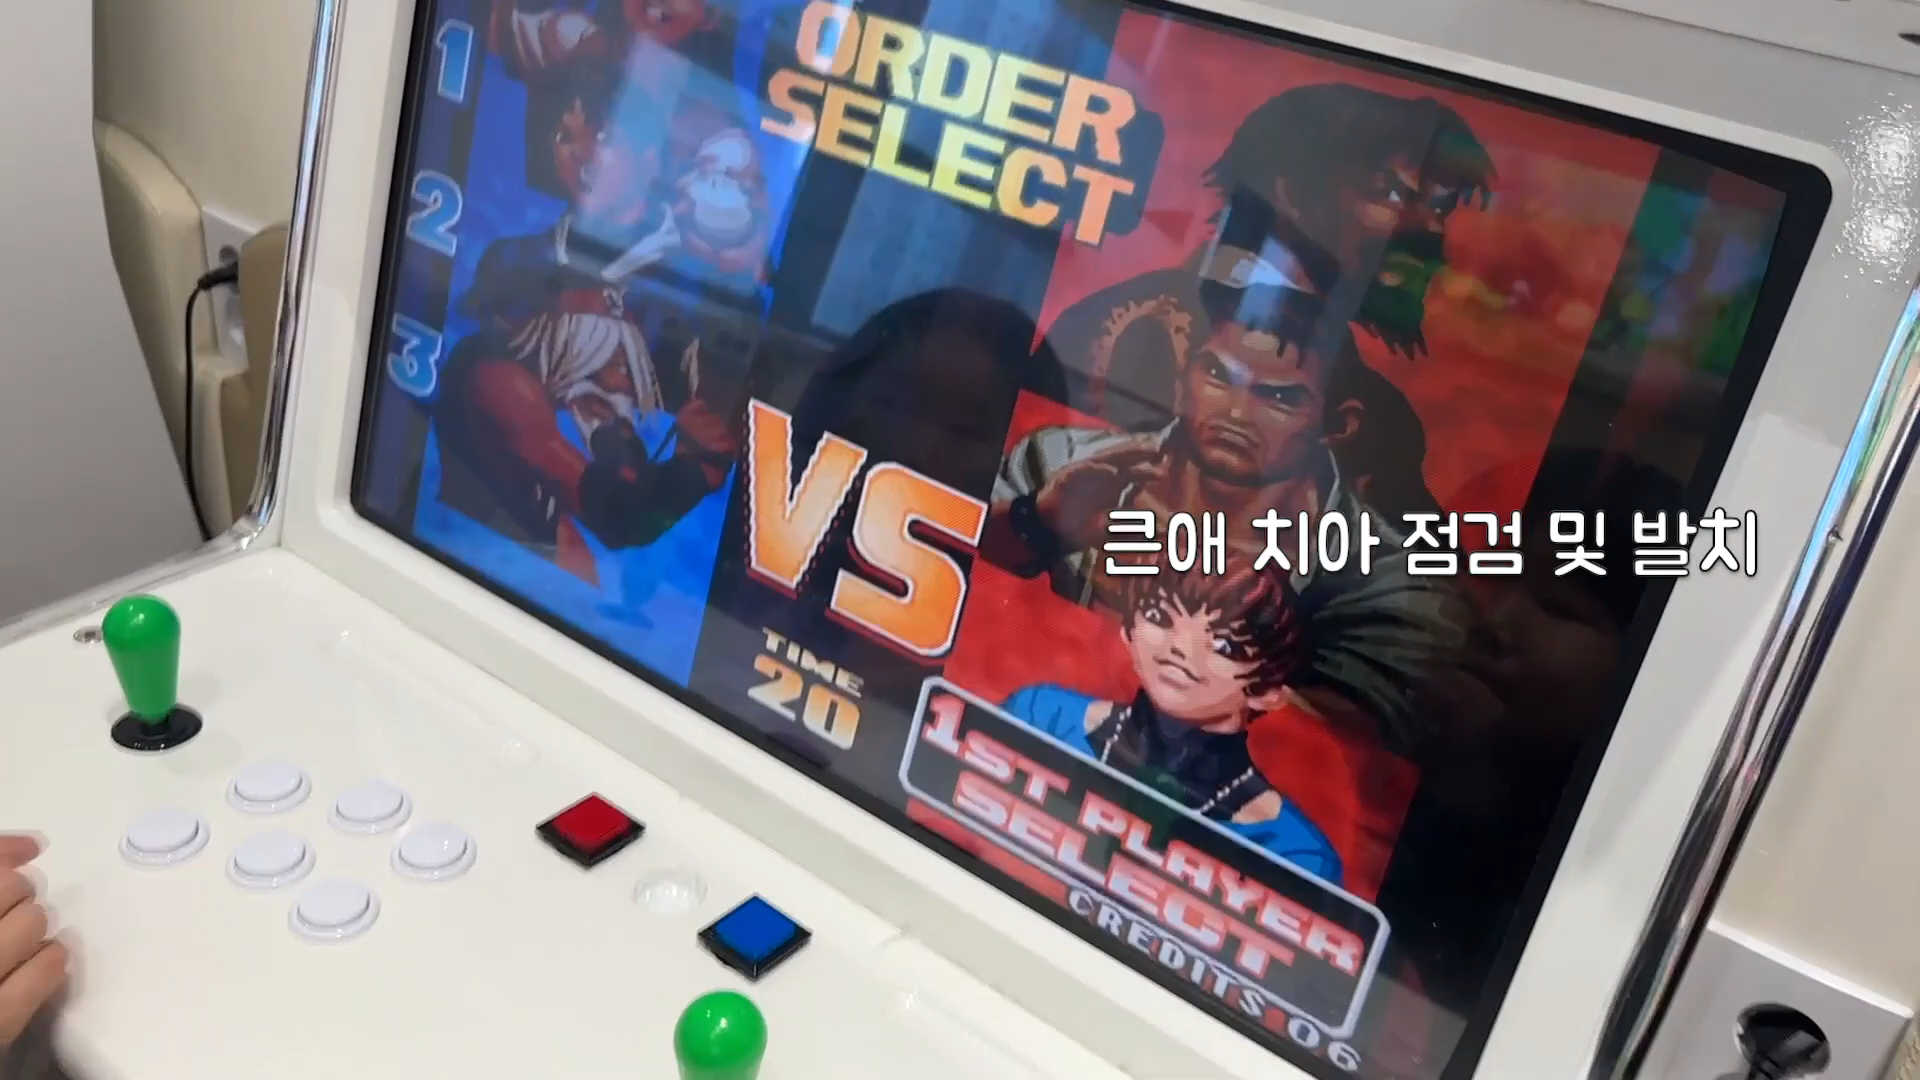 ORDER
SELECT
1
2
3
VS
TIME
20
큰애 치아 점검 및 발치
1ST PLAYER
SELECT
CREDITS 06